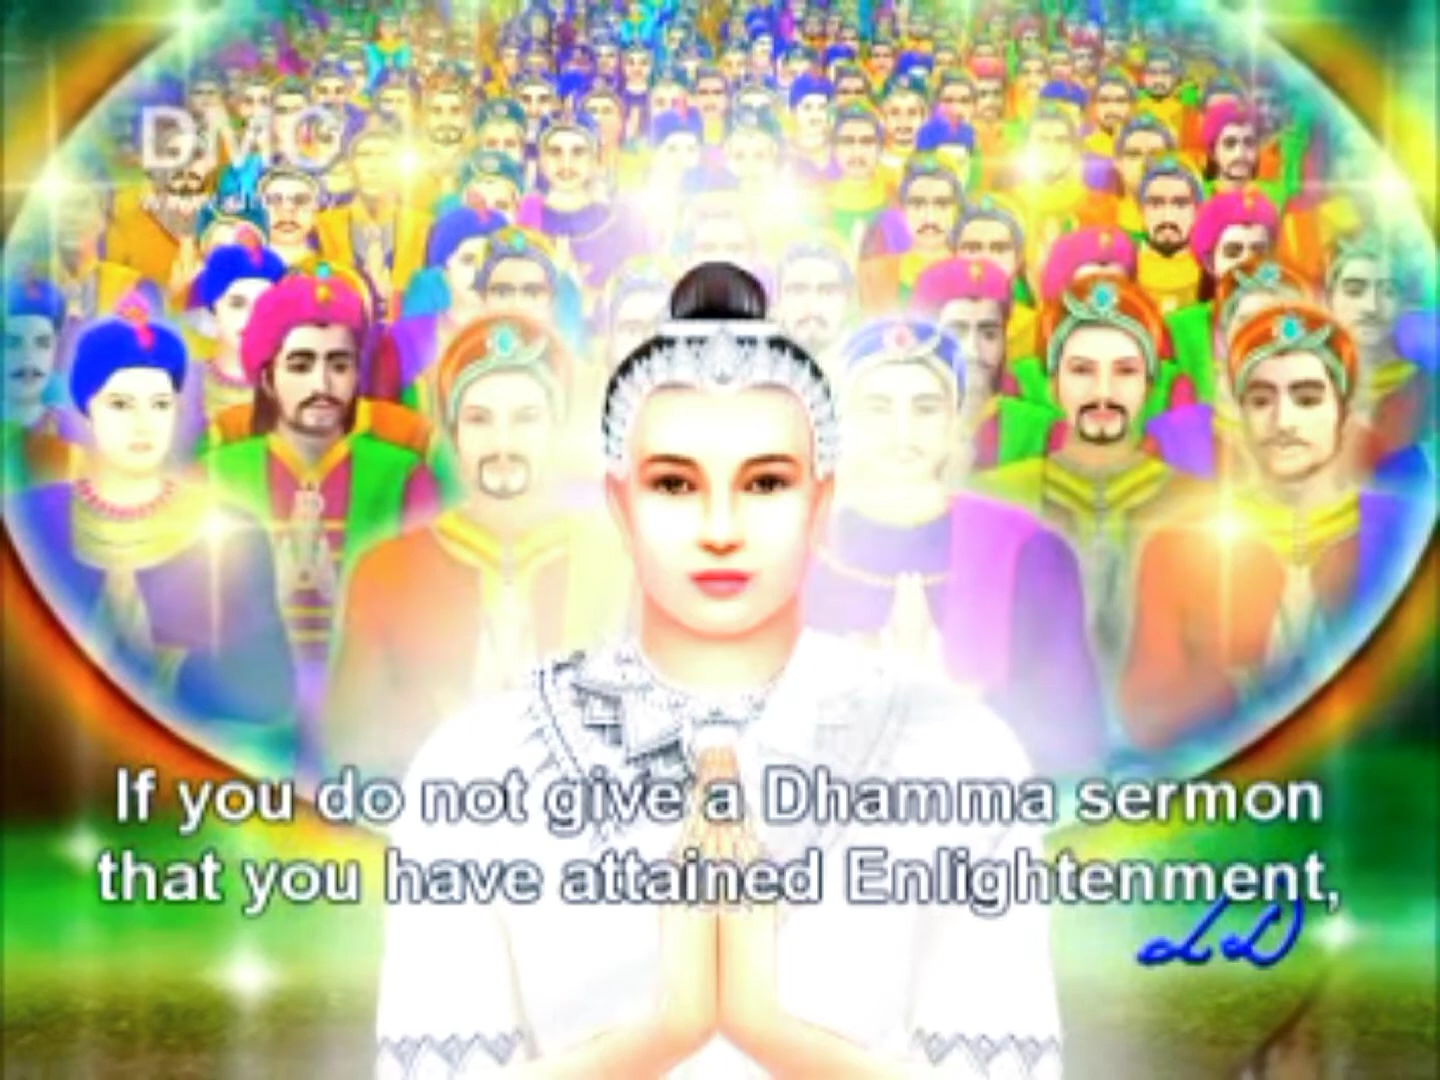 DMC
If you do not give a Dhamma sermon
that you have attained Enlightenment,